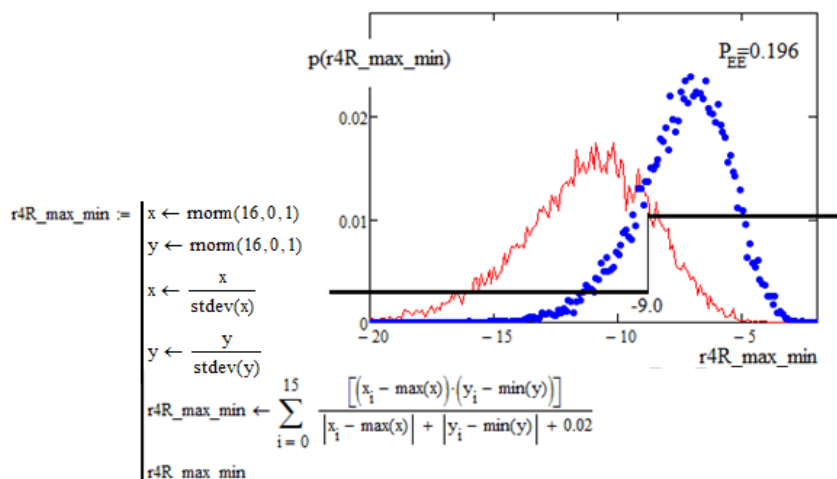 p(r4R_max_min)
P_EE=0.196
0.02
0.01
0
-9.0
−20 −15 −10 −5
r4R_max_min
r4R_max_min := x ← rnorm(16,0,1)
y ← rnorm(16,0,1)
x ← x / stdev(x)
y ← y / stdev(y)
r4R_max_min ← ∑ i = 0 15 [(x_i − max(x))·(y_i − min(y))] / |x_i − max(x)| + |y_i − min(y)| + 0.02
r4R_max_min